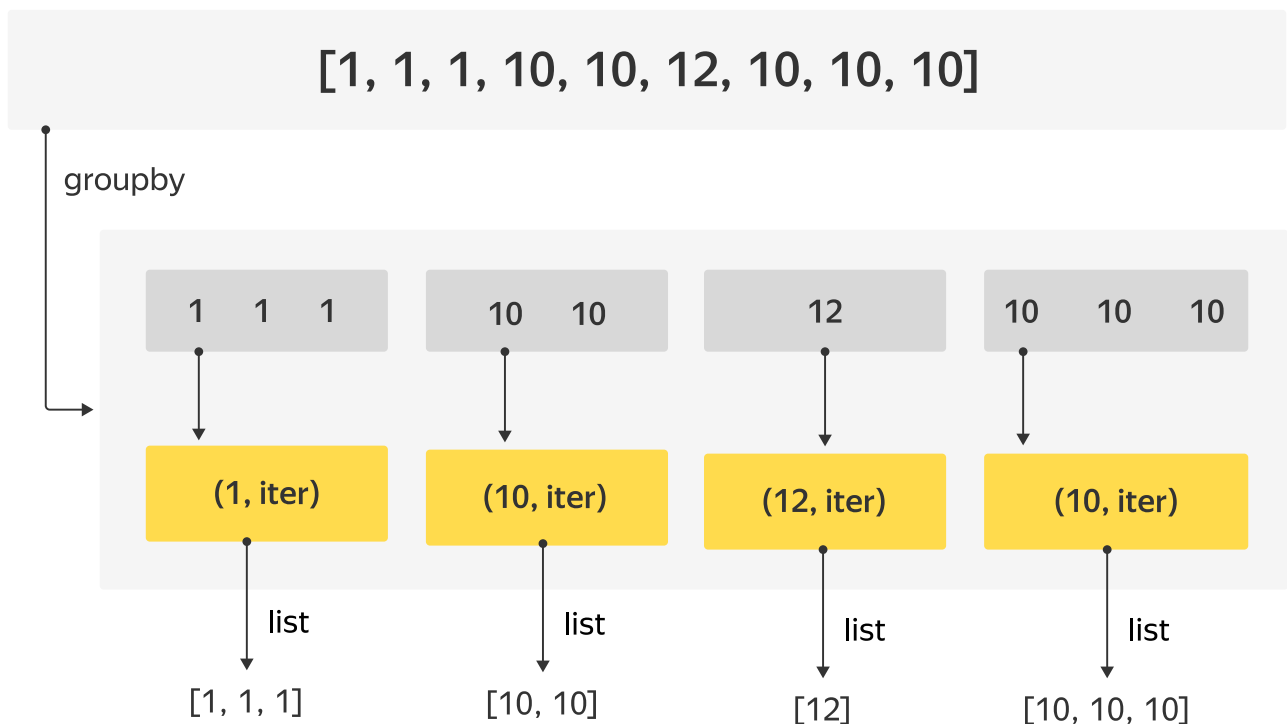 [1, 1, 1, 10, 10, 12, 10, 10, 10]
groupby
1 1 1
10 10
12
10 10 10
(1, iter)
(10, iter)
(12, iter)
(10, iter)
list
list
list
list
[1, 1, 1]
[10, 10]
[12]
[10, 10, 10]